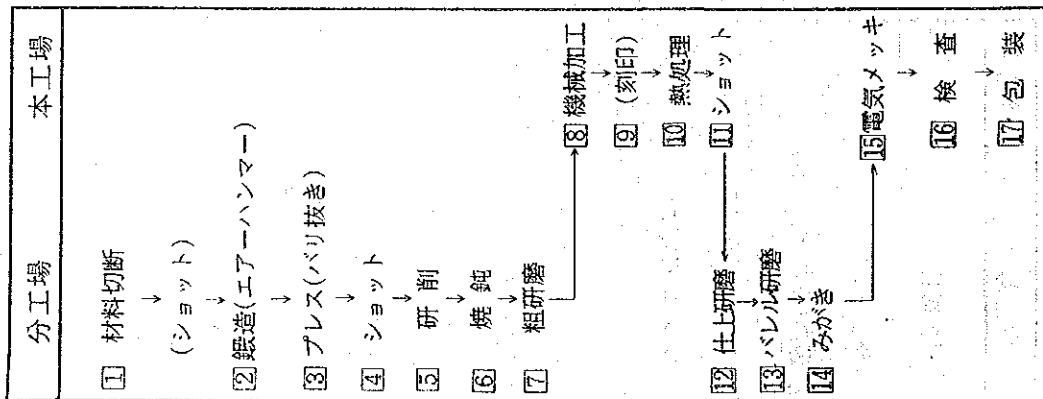 分工場
本工場
1 材料切断
(ショット)
2 鍛造(エアーハンマー)
3 プレス(バリ抜き)
4 ショット
5 研削
6 焼鈍
7 粗研磨
8 機械加工
9 (刻印)
10 熱処理
11 ショット
12 仕上研磨
13 バレル研磨
14 みがき
15 電気メッキ
16 検査
17 包装